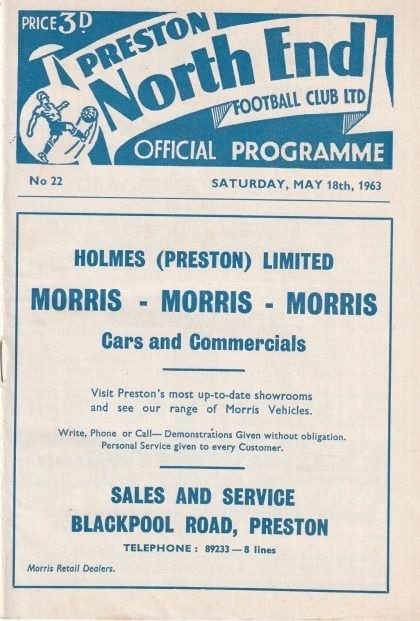 PRICE 3D.
PRESTON
North End
FOOTBALL CLUB LTD
OFFICIAL PROGRAMME
No 22 SATURDAY, MAY 18th, 1963
HOLMES (PRESTON) LIMITED
MORRIS - MORRIS - MORRIS
Cars and Commercials
Visit Preston's most up-to-date showrooms
and see our range of Morris Vehicles.
Write, Phone or Call— Demonstrations Given without obligation.
Personal Service given to every Customer.
SALES AND SERVICE
BLACKPOOL ROAD, PRESTON
TELEPHONE : 89233 — 8 lines
Morris Retail Dealers.